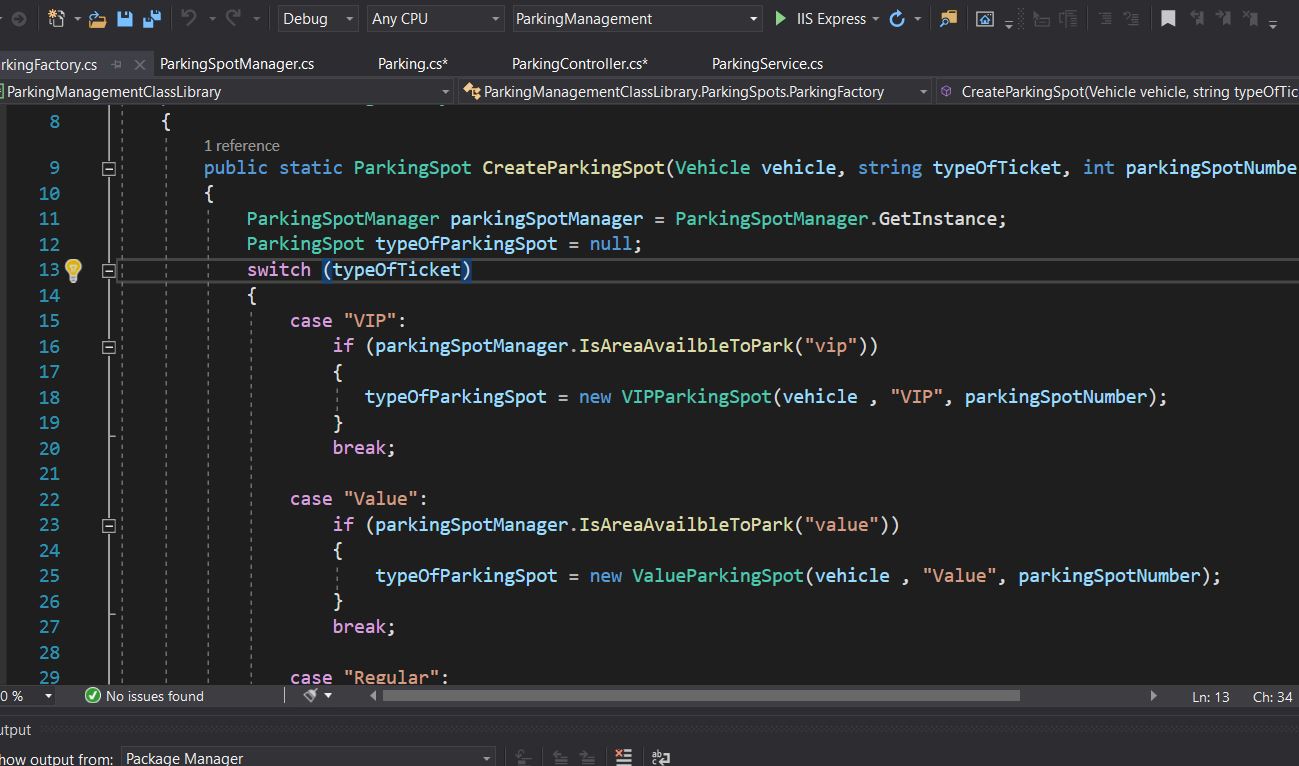 Debug Any CPU ParkingManagement IIS Express
rkingFactory.cs ParkingSpotManager.cs Parking.cs* ParkingController.cs* ParkingService.cs
ParkingManagementClassLibrary ParkingManagementClassLibrary.ParkingSpots.ParkingFactory CreateParkingSpot(Vehicle vehicle, string typeOfTic
8 {
1 reference
9 public static ParkingSpot CreateParkingSpot(Vehicle vehicle, string typeOfTicket, int parkingSpotNumbe
10 {
11 ParkingSpotManager parkingSpotManager = ParkingSpotManager.GetInstance;
12 ParkingSpot typeOfParkingSpot = null;
13 switch (typeOfTicket)
14 {
15 case "VIP":
16 if (parkingSpotManager.IsAreaAvailbleToPark("vip"))
17 {
18 typeOfParkingSpot = new VIPParkingSpot(vehicle , "VIP", parkingSpotNumber);
19 }
20 break;
21
22 case "Value":
23 if (parkingSpotManager.IsAreaAvailbleToPark("value"))
24 {
25 typeOfParkingSpot = new ValueParkingSpot(vehicle , "Value", parkingSpotNumber);
26 }
27 break;
28
29 case "Regular":
0 % No issues found Ln: 13 Ch: 34
utput
how output from: Package Manager